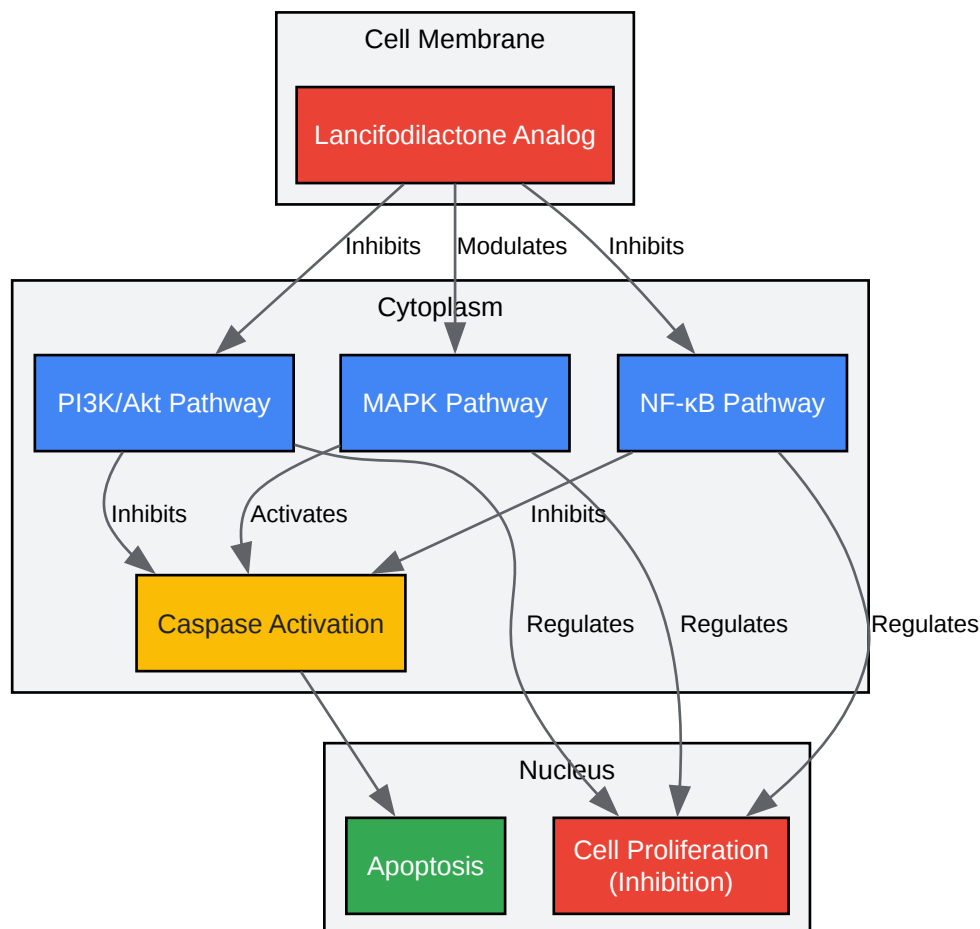 Cell Membrane
Lancifodilactone Analog
Inhibits
Modulates
Inhibits
Cytoplasm
PI3K/Akt Pathway
MAPK Pathway
NF-κB Pathway
Inhibits
Activates
Inhibits
Caspase Activation
Regulates
Regulates
Regulates
Nucleus
Apoptosis
Cell Proliferation
(Inhibition)